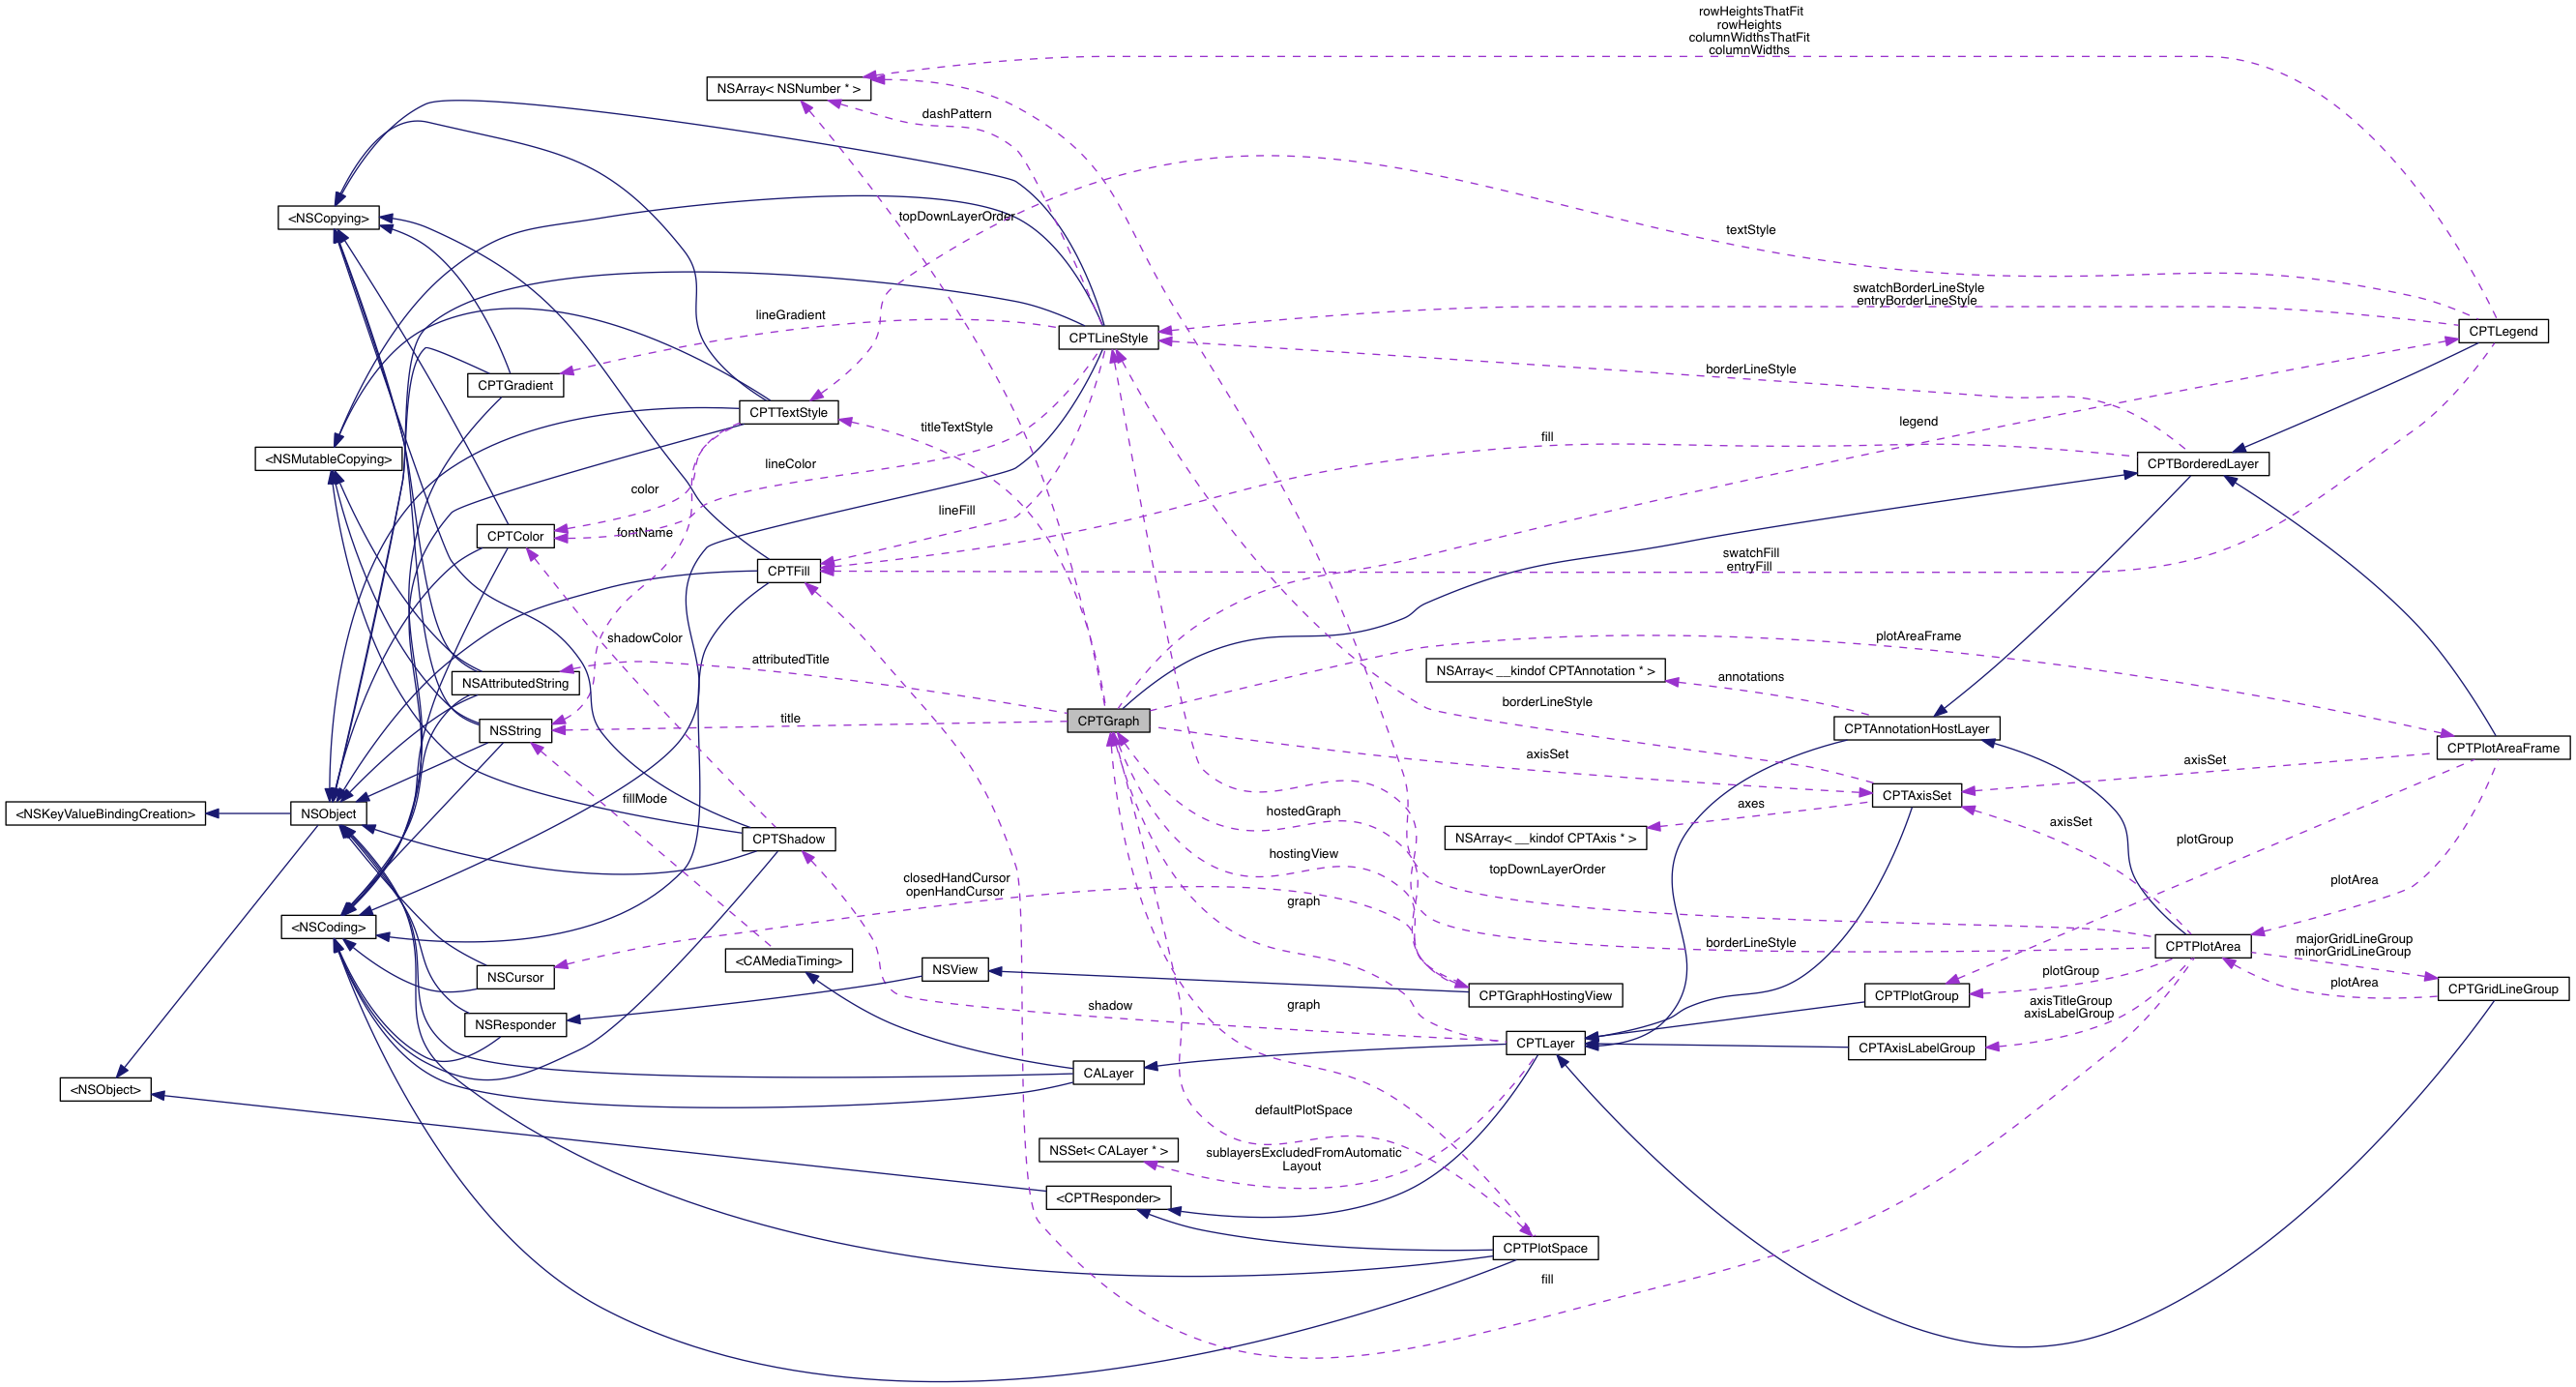 rowHeightsThatFit
rowHeights
columnWidthsThatFit
columnWidths
NSArray< NSNumber * >
dashPattern
<NSCopying>
topDownLayerOrder
textStyle
swatchBorderLineStyle
entryBorderLineStyle
lineGradient
CPTLineStyle
CPTLegend
borderLineStyle
CPTGradient
CPTTextStyle
titleTextStyle
legend
fill
<NSMutableCopying>
lineColor
CPTBorderedLayer
color
lineFill
CPTColor
fontName
swatchFill
entryFill
CPTFill
shadowColor
plotAreaFrame
attributedTitle
NSArray< __kindof CPTAnnotation * >
annotations
NSAttributedString
borderLineStyle
title
CPTGraph
NSString
CPTAnnotationHostLayer
CPTPlotAreaFrame
axisSet
axisSet
CPTAxisSet
fillMode
axes
<NSKeyValueBindingCreation>
NSObject
hostedGraph
axisSet
CPTShadow
NSArray< __kindof CPTAxis * >
plotGroup
hostingView
topDownLayerOrder
closedHandCursor
openHandCursor
plotArea
graph
<NSCoding>
borderLineStyle
CPTPlotArea
majorGridLineGroup
minorGridLineGroup
<CAMediaTiming>
NSView
NSCursor
plotGroup
plotArea
CPTGraphHostingView
CPTPlotGroup
CPTGridLineGroup
shadow
graph
axisTitleGroup
axisLabelGroup
NSResponder
CPTLayer
CPTAxisLabelGroup
CALayer
<NSObject>
defaultPlotSpace
NSSet< CALayer * >
sublayersExcludedFromAutomatic
Layout
<CPTResponder>
CPTPlotSpace
fill